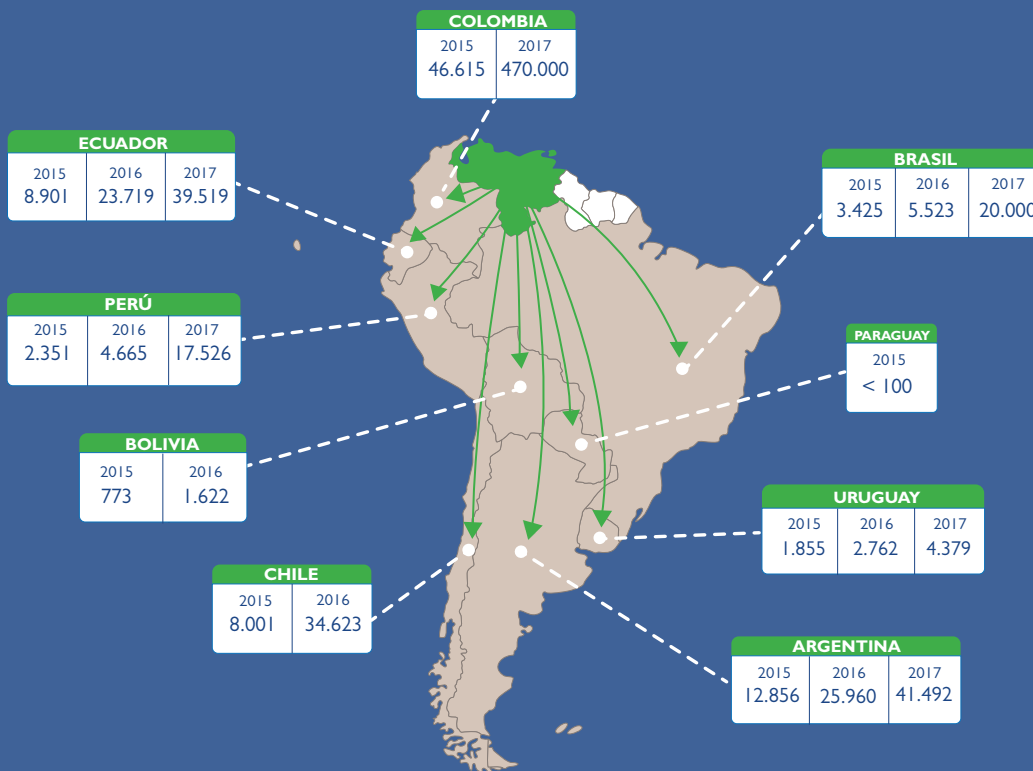 COLOMBIA
2015 2017
46.615 470.000
ECUADOR
2015 2016 2017
8.901 23.719 39.519
BRASIL
2015 2016 2017
3.425 5.523 20.000
PERÚ
2015 2016 2017
2.351 4.665 17.526
PARAGUAY
2015
< 100
BOLIVIA
2015 2016
773 1.622
URUGUAY
2015 2016 2017
1.855 2.762 4.379
CHILE
2015 2016
8.001 34.623
ARGENTINA
2015 2016 2017
12.856 25.960 41.492